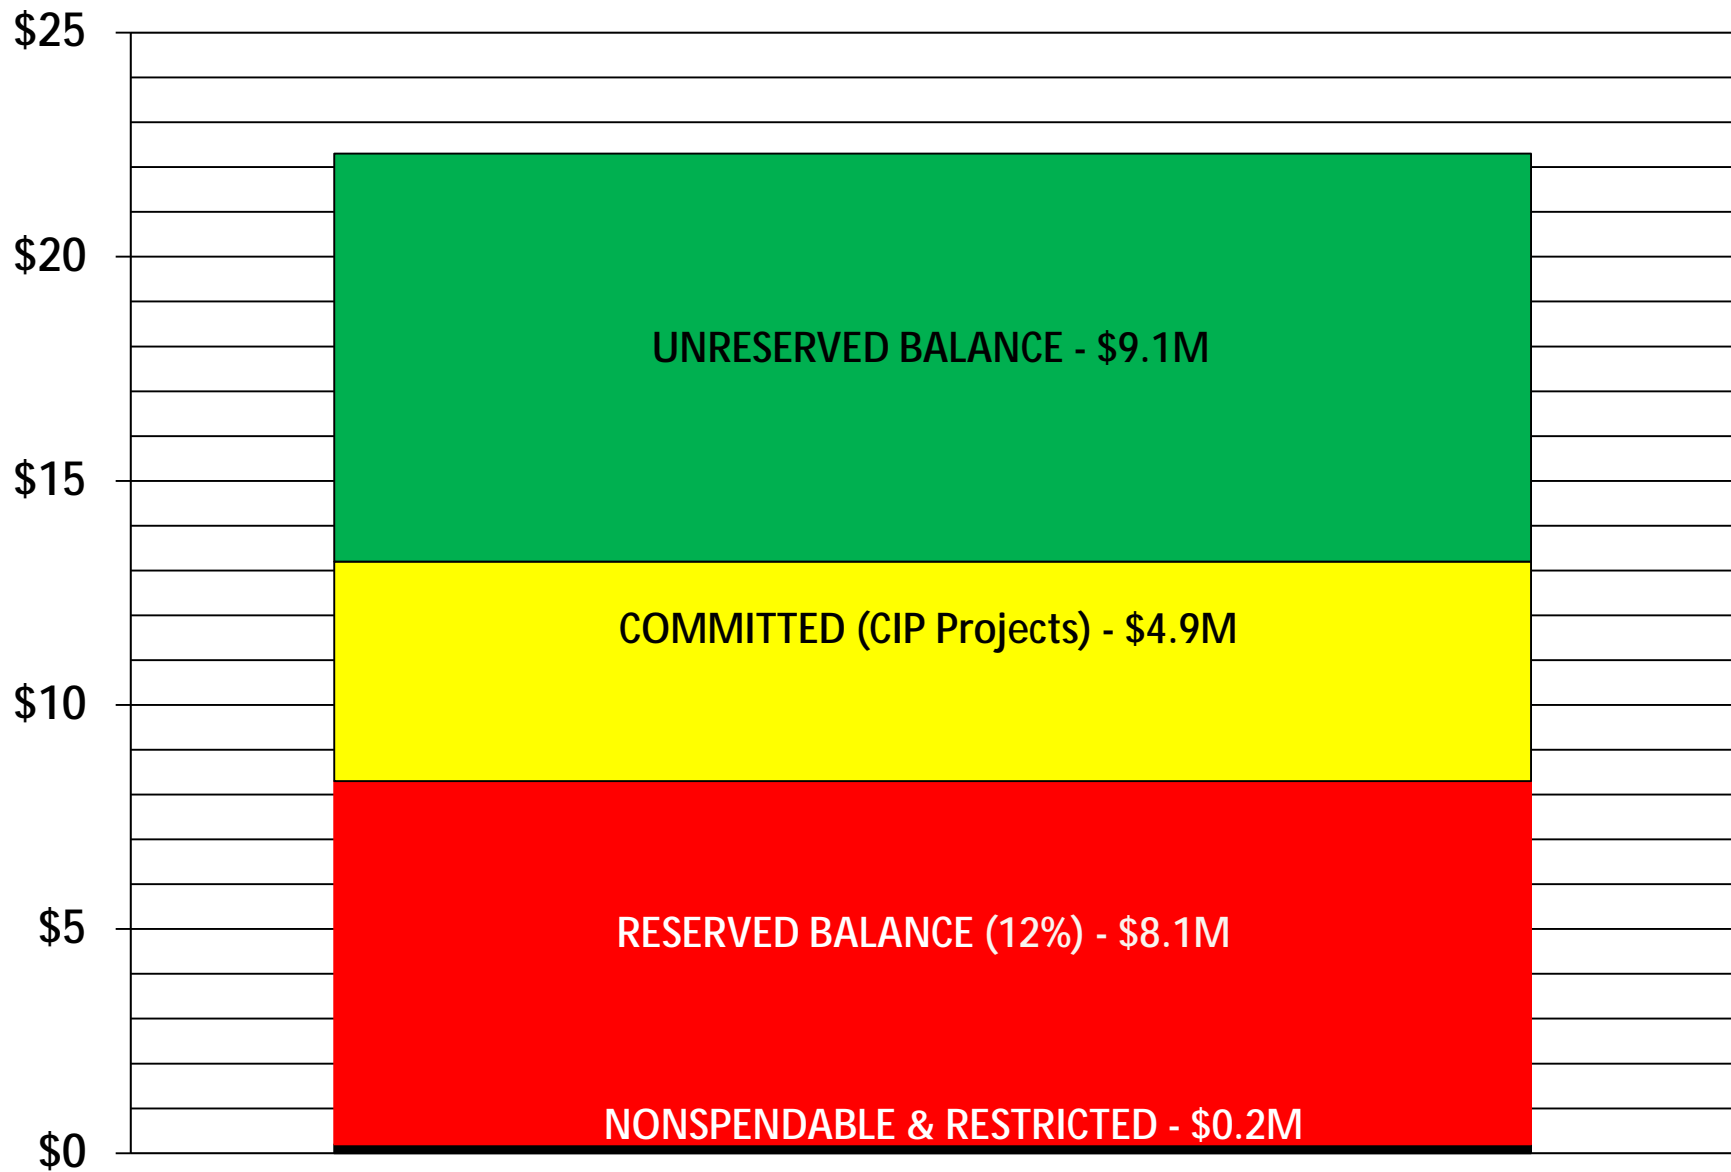 $25
$20
UNRESERVED BALANCE - $9.1M
$15
COMMITTED (CIP Projects) - $4.9M
$10
$5
RESERVED BALANCE (12%) - $8.1M
NONSPENDABLE & RESTRICTED - $0.2M
$0